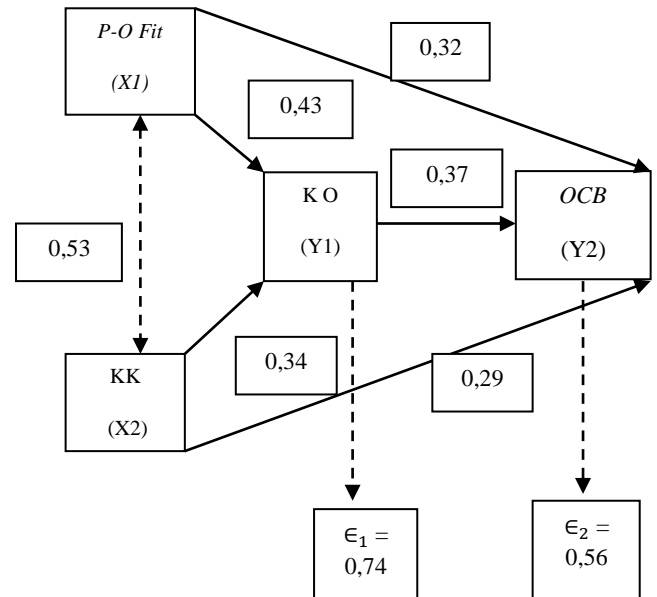 P-O Fit
(X1)
0,32
0,43
K O
(Y1)
0,37
OCB
(Y2)
0,53
KK
(X2)
0,34
0,29
∈₁ =
0,74
∈₂ =
0,56